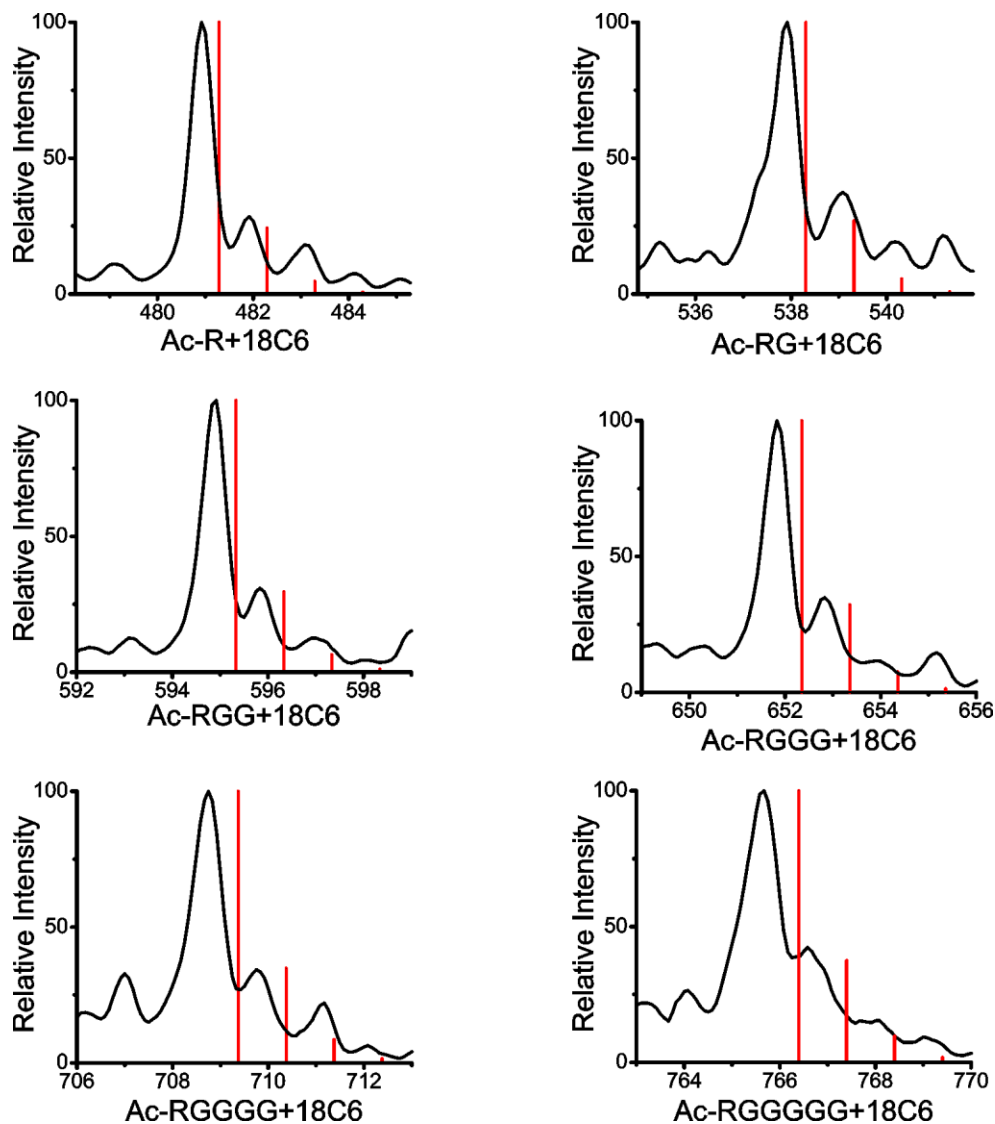 100
50
0
Relative Intensity
480 482 484
Ac-R+18C6
100
50
0
Relative Intensity
536 538 540
Ac-RG+18C6
100
50
0
Relative Intensity
592 594 596 598
Ac-RGG+18C6
100
50
0
Relative Intensity
650 652 654 656
Ac-RGGG+18C6
100
50
0
Relative Intensity
706 708 710 712
Ac-RGGGG+18C6
100
50
0
Relative Intensity
764 766 768 770
Ac-RGGGGG+18C6